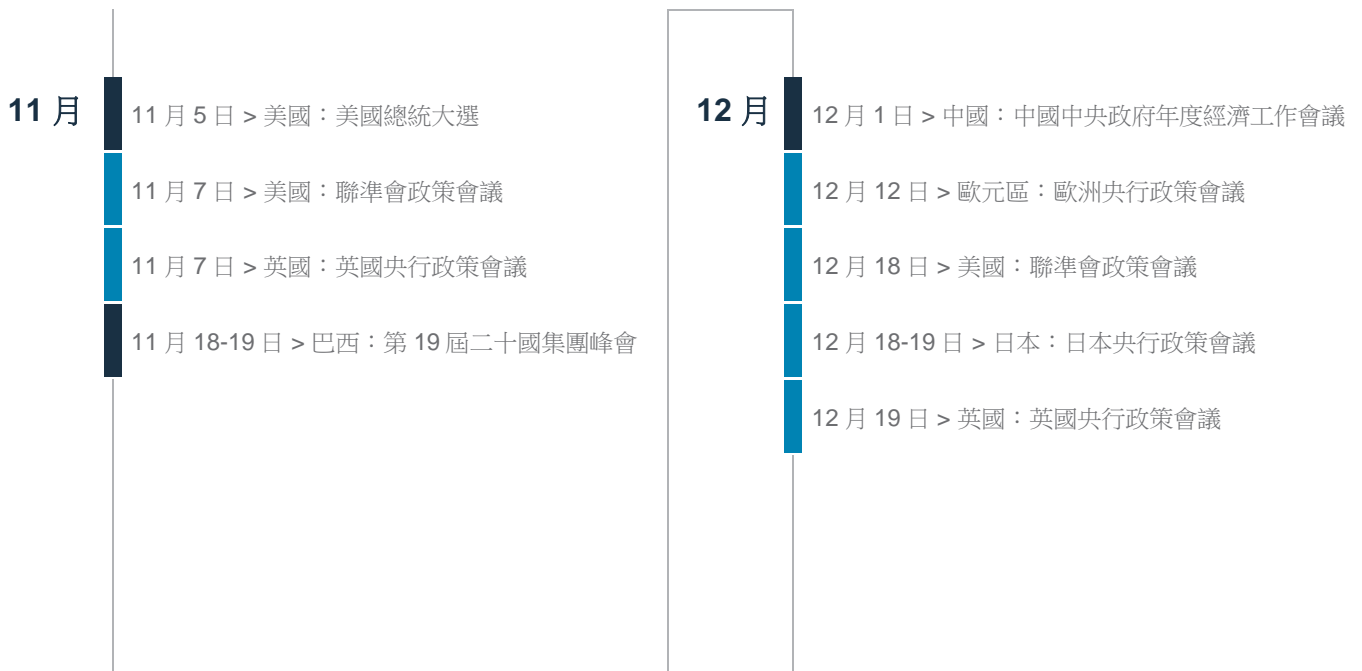 11 月
11 月 5 日 > 美國：美國總統大選
11 月 7 日 > 美國：聯準會政策會議
11 月 7 日 > 英國：英國央行政策會議
11 月 18-19 日 > 巴西：第 19 屆二十國集團峰會
12 月
12 月 1 日 > 中國：中國中央政府年度經濟工作會議
12 月 12 日 > 歐元區：歐洲央行政策會議
12 月 18 日 > 美國：聯準會政策會議
12 月 18-19 日 > 日本：日本央行政策會議
12 月 19 日 > 英國：英國央行政策會議